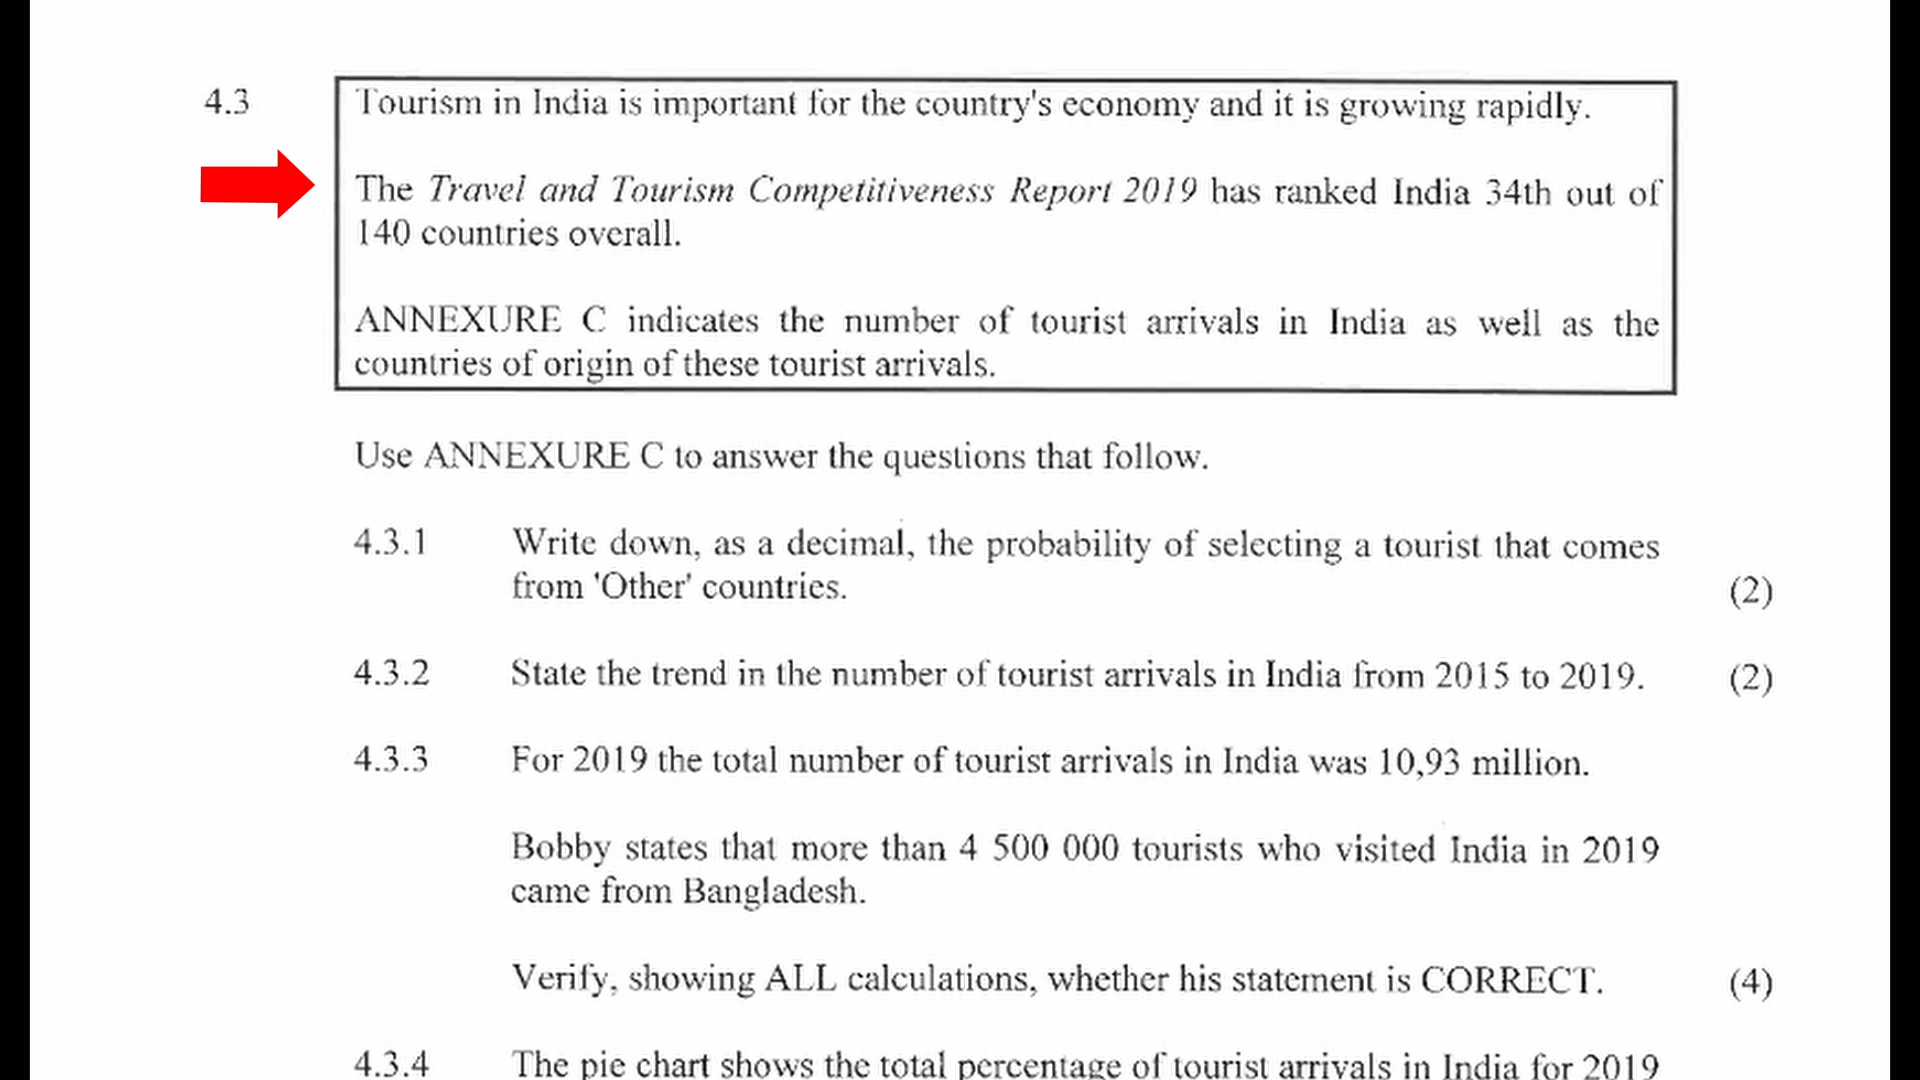 4.3 Tourism in India is important for the country's economy and it is growing rapidly.
The Travel and Tourism Competitiveness Report 2019 has ranked India 34th out of
140 countries overall.
ANNEXURE C indicates the number of tourist arrivals in India as well as the
countries of origin of these tourist arrivals.
Use ANNEXURE C to answer the questions that follow.
4.3.1 Write down, as a decimal, the probability of selecting a tourist that comes
from 'Other' countries. (2)
4.3.2 State the trend in the number of tourist arrivals in India from 2015 to 2019. (2)
4.3.3 For 2019 the total number of tourist arrivals in India was 10,93 million.
Bobby states that more than 4 500 000 tourists who visited India in 2019
came from Bangladesh.
Verify, showing ALL calculations, whether his statement is CORRECT. (4)
4.3.4 The pie chart shows the total percentage of tourist arrivals in India for 2019